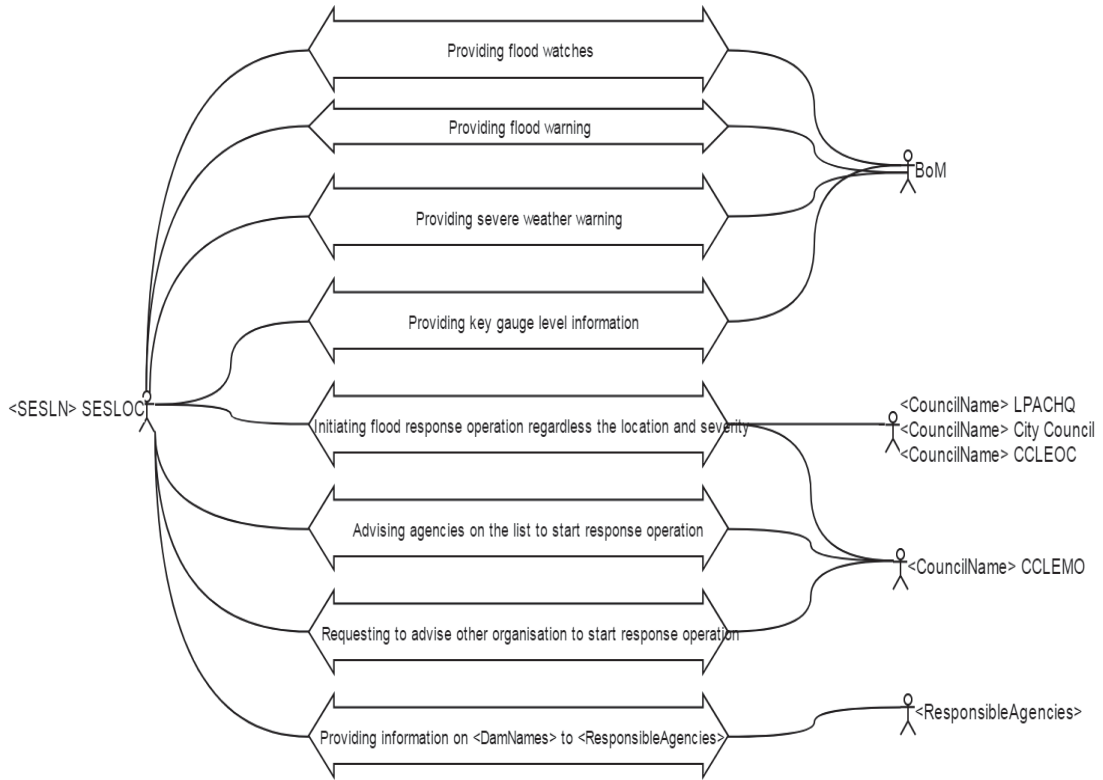 Providing flood watches
Providing flood warning
BoM
Providing severe weather warning
Providing key gauge level information
<SESLN> SESLOC
<CouncilName> LPACHQ
Initiating flood response operation regardless the location and severity
<CouncilName> City Council
<CouncilName> CCLEOC
Advising agencies on the list to start response operation
<CouncilName> CCLEMO
Requesting to advise other organisation to start response operation
<ResponsibleAgencies>
Providing information on <DamNames> to <ResponsibleAgencies>